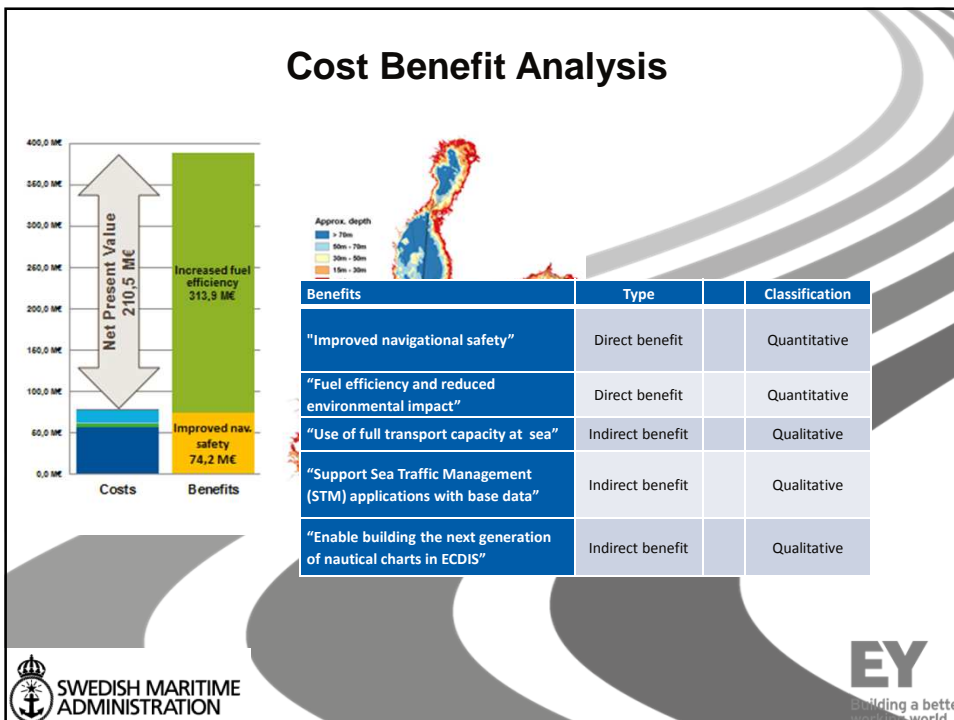 Cost Benefit Analysis
400,0 M€
350,0 M€
300,0 M€
260,0 M€
200,0 M€
150,0 M€
100,0 M€
50,0 M€
0,0 M€
Net Present Value
210,5 M€
Increased fuel
efficiency
313,9 M€
Improved nav.
safety
74,2 M€
Costs
Benefits
Approx. depth
> 70m
50m - 70m
30m - 50m
15m - 30m
Benefits Type Classification
"Improved navigational safety” Direct benefit Quantitative
“Fuel efficiency and reduced
environmental impact” Direct benefit Quantitative
“Use of full transport capacity at sea” Indirect benefit Qualitative
“Support Sea Traffic Management
(STM) applications with base data” Indirect benefit Qualitative
“Enable building the next generation
of nautical charts in ECDIS” Indirect benefit Qualitative
SWEDISH MARITIME
ADMINISTRATION
EY
Building a bette
working world